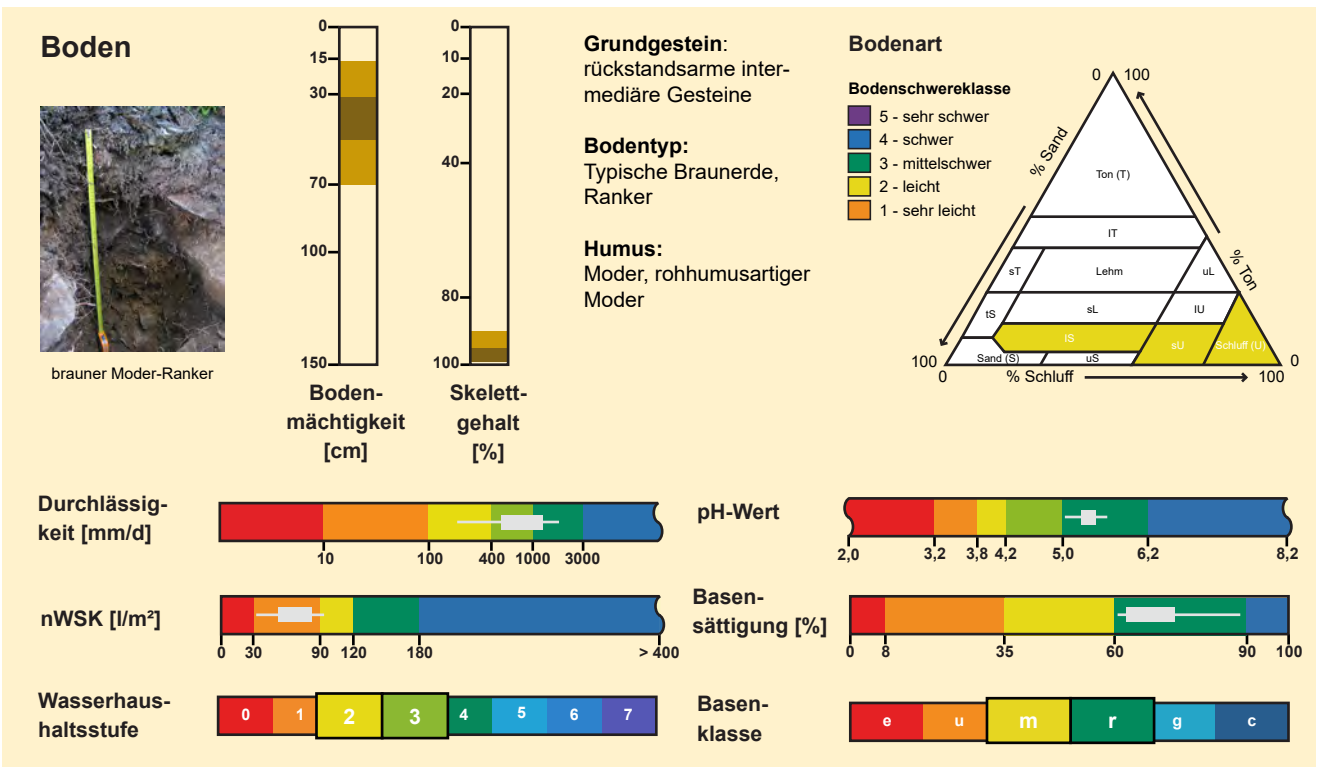 Boden
brauner Moder-Ranker
0
15
30
70
100
150
Boden-
mächtigkeit
[cm]
0
10
20
40
80
100
Skelett-
gehalt
[%]
Grundgestein:
rückstandsarme inter-
mediäre Gesteine
Bodentyp:
Typische Braunerde,
Ranker
Humus:
Moder, rohhumusartiger
Moder
Bodenart
Bodenschwereklasse
5 - sehr schwer
4 - schwer
3 - mittelschwer
2 - leicht
1 - sehr leicht
0 100
% Sand
% Ton
Ton (T)
lT
sT Lehm uL
tS sL lU
lS sU Schluff (U)
Sand (S) uS
100 0
0 % Schluff 100
Durchlässig-
keit [mm/d]
10 100 400 1000 3000
nWSK [l/m²]
0 30 90 120 180 > 400
Wasserhaus-
haltsstufe
0 1 2 3 4 5 6 7
pH-Wert
2,0 3,2 3,8 4,2 5,0 6,2 8,2
Basen-
sättigung [%]
0 8 35 60 90 100
Basen-
klasse
e u m r g c